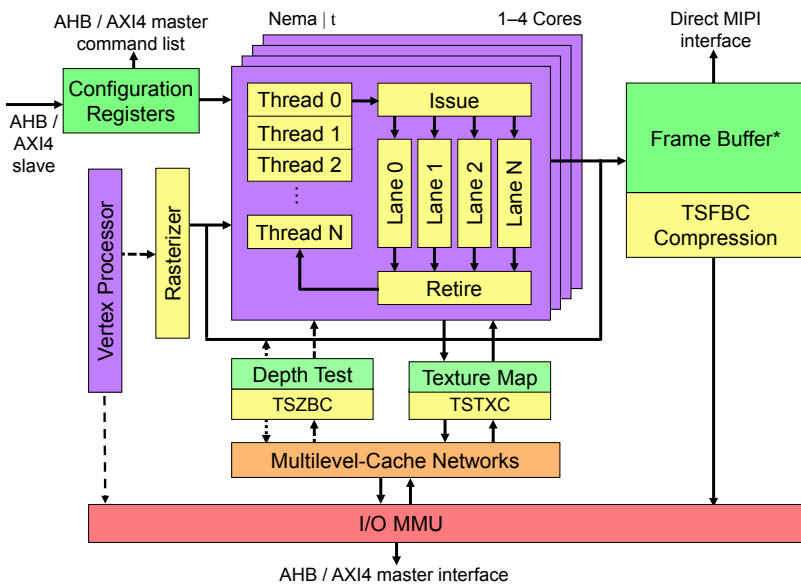 AHB / AXI4 master
command list
Nema | t
1–4 Cores
Direct MIPI
interface
Configuration
Registers
AHB /
AXI4
slave
Thread 0
Thread 1
Thread 2
...
Thread N
Issue
Lane 0
Lane 1
Lane 2
Lane N
Retire
Frame Buffer*
TSFBC
Compression
Vertex Processor
Rasterizer
Depth Test
TSZBC
Texture Map
TSTXC
Multilevel-Cache Networks
I/O MMU
AHB / AXI4 master interface